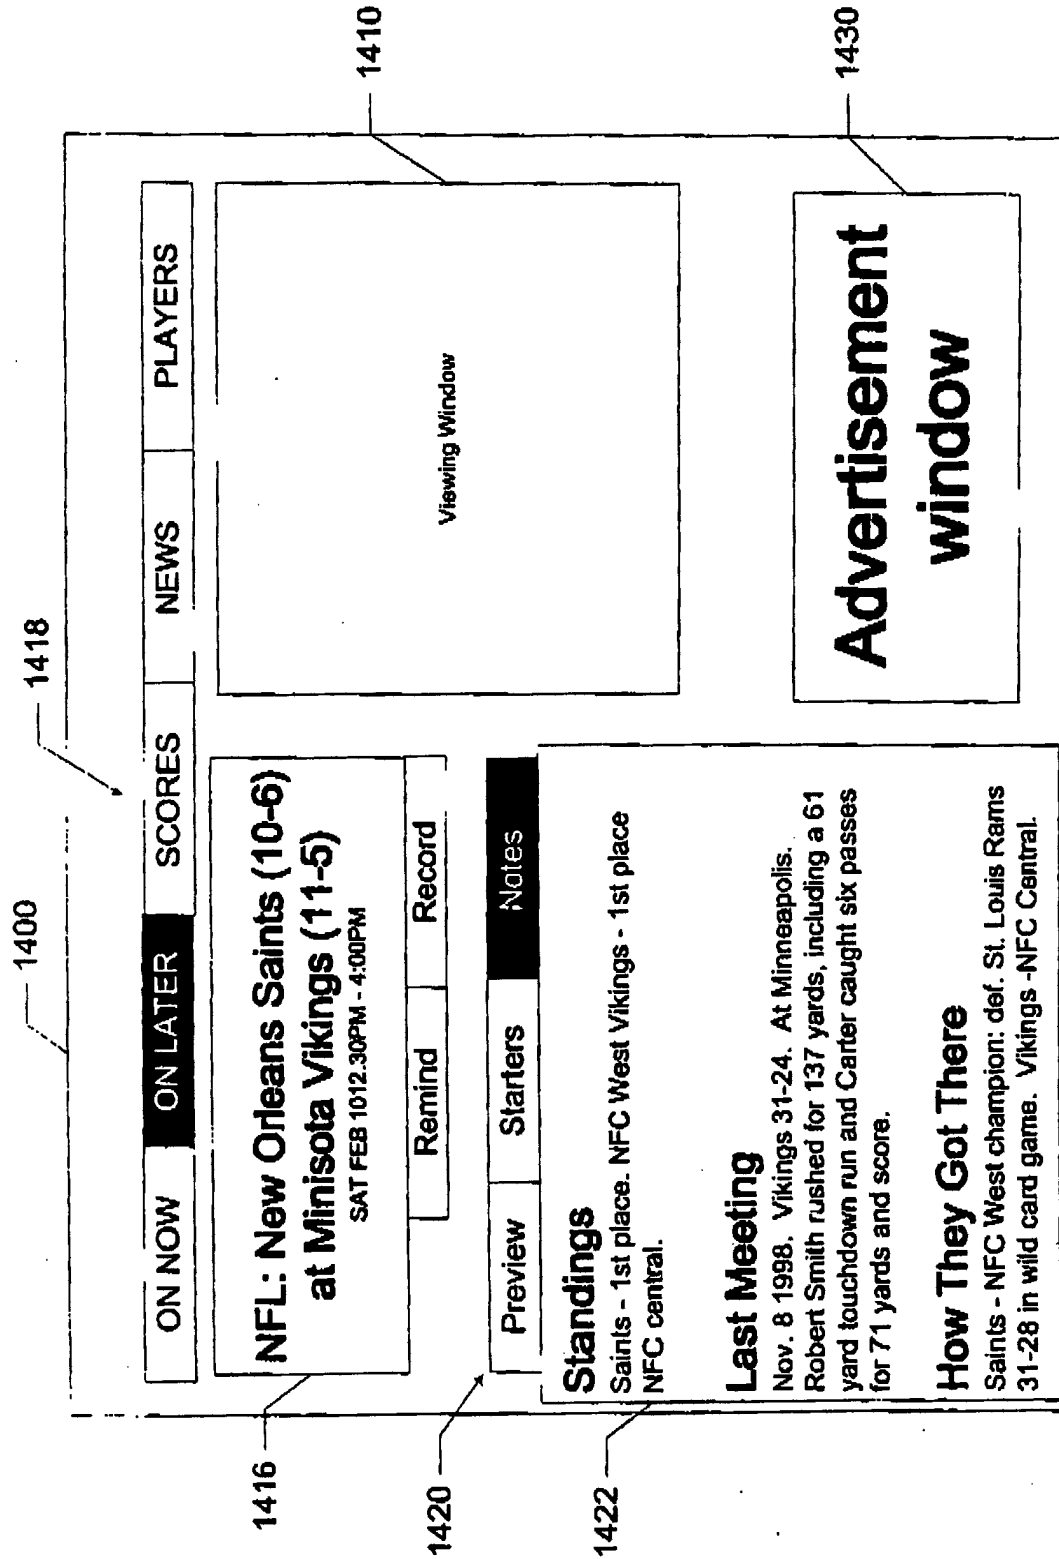 1400
1418
ON NOW
ON LATER
SCORES
NEWS
PLAYERS
1410
1416
NFL: New Orleans Saints (10-6)
at Minisota Vikings (11-5)
SAT FEB 1012.30PM - 4:00PM
Remind
Record
Viewing Window
1420
Preview
Starters
Notes
1422
Standings
Saints - 1st place. NFC West Vikings - 1st place
NFC central.
Last Meeting
Nov. 8 1998. Vikings 31-24. At Minneapolis.
Robert Smith rushed for 137 yards, including a 61
yard touchdown run and Carter caught six passes
for 71 yards and score.
How They Got There
Saints - NFC West champion: def. St. Louis Rams
31-28 in wild card game. Vikings -NFC Central.
Advertisement
window
1430